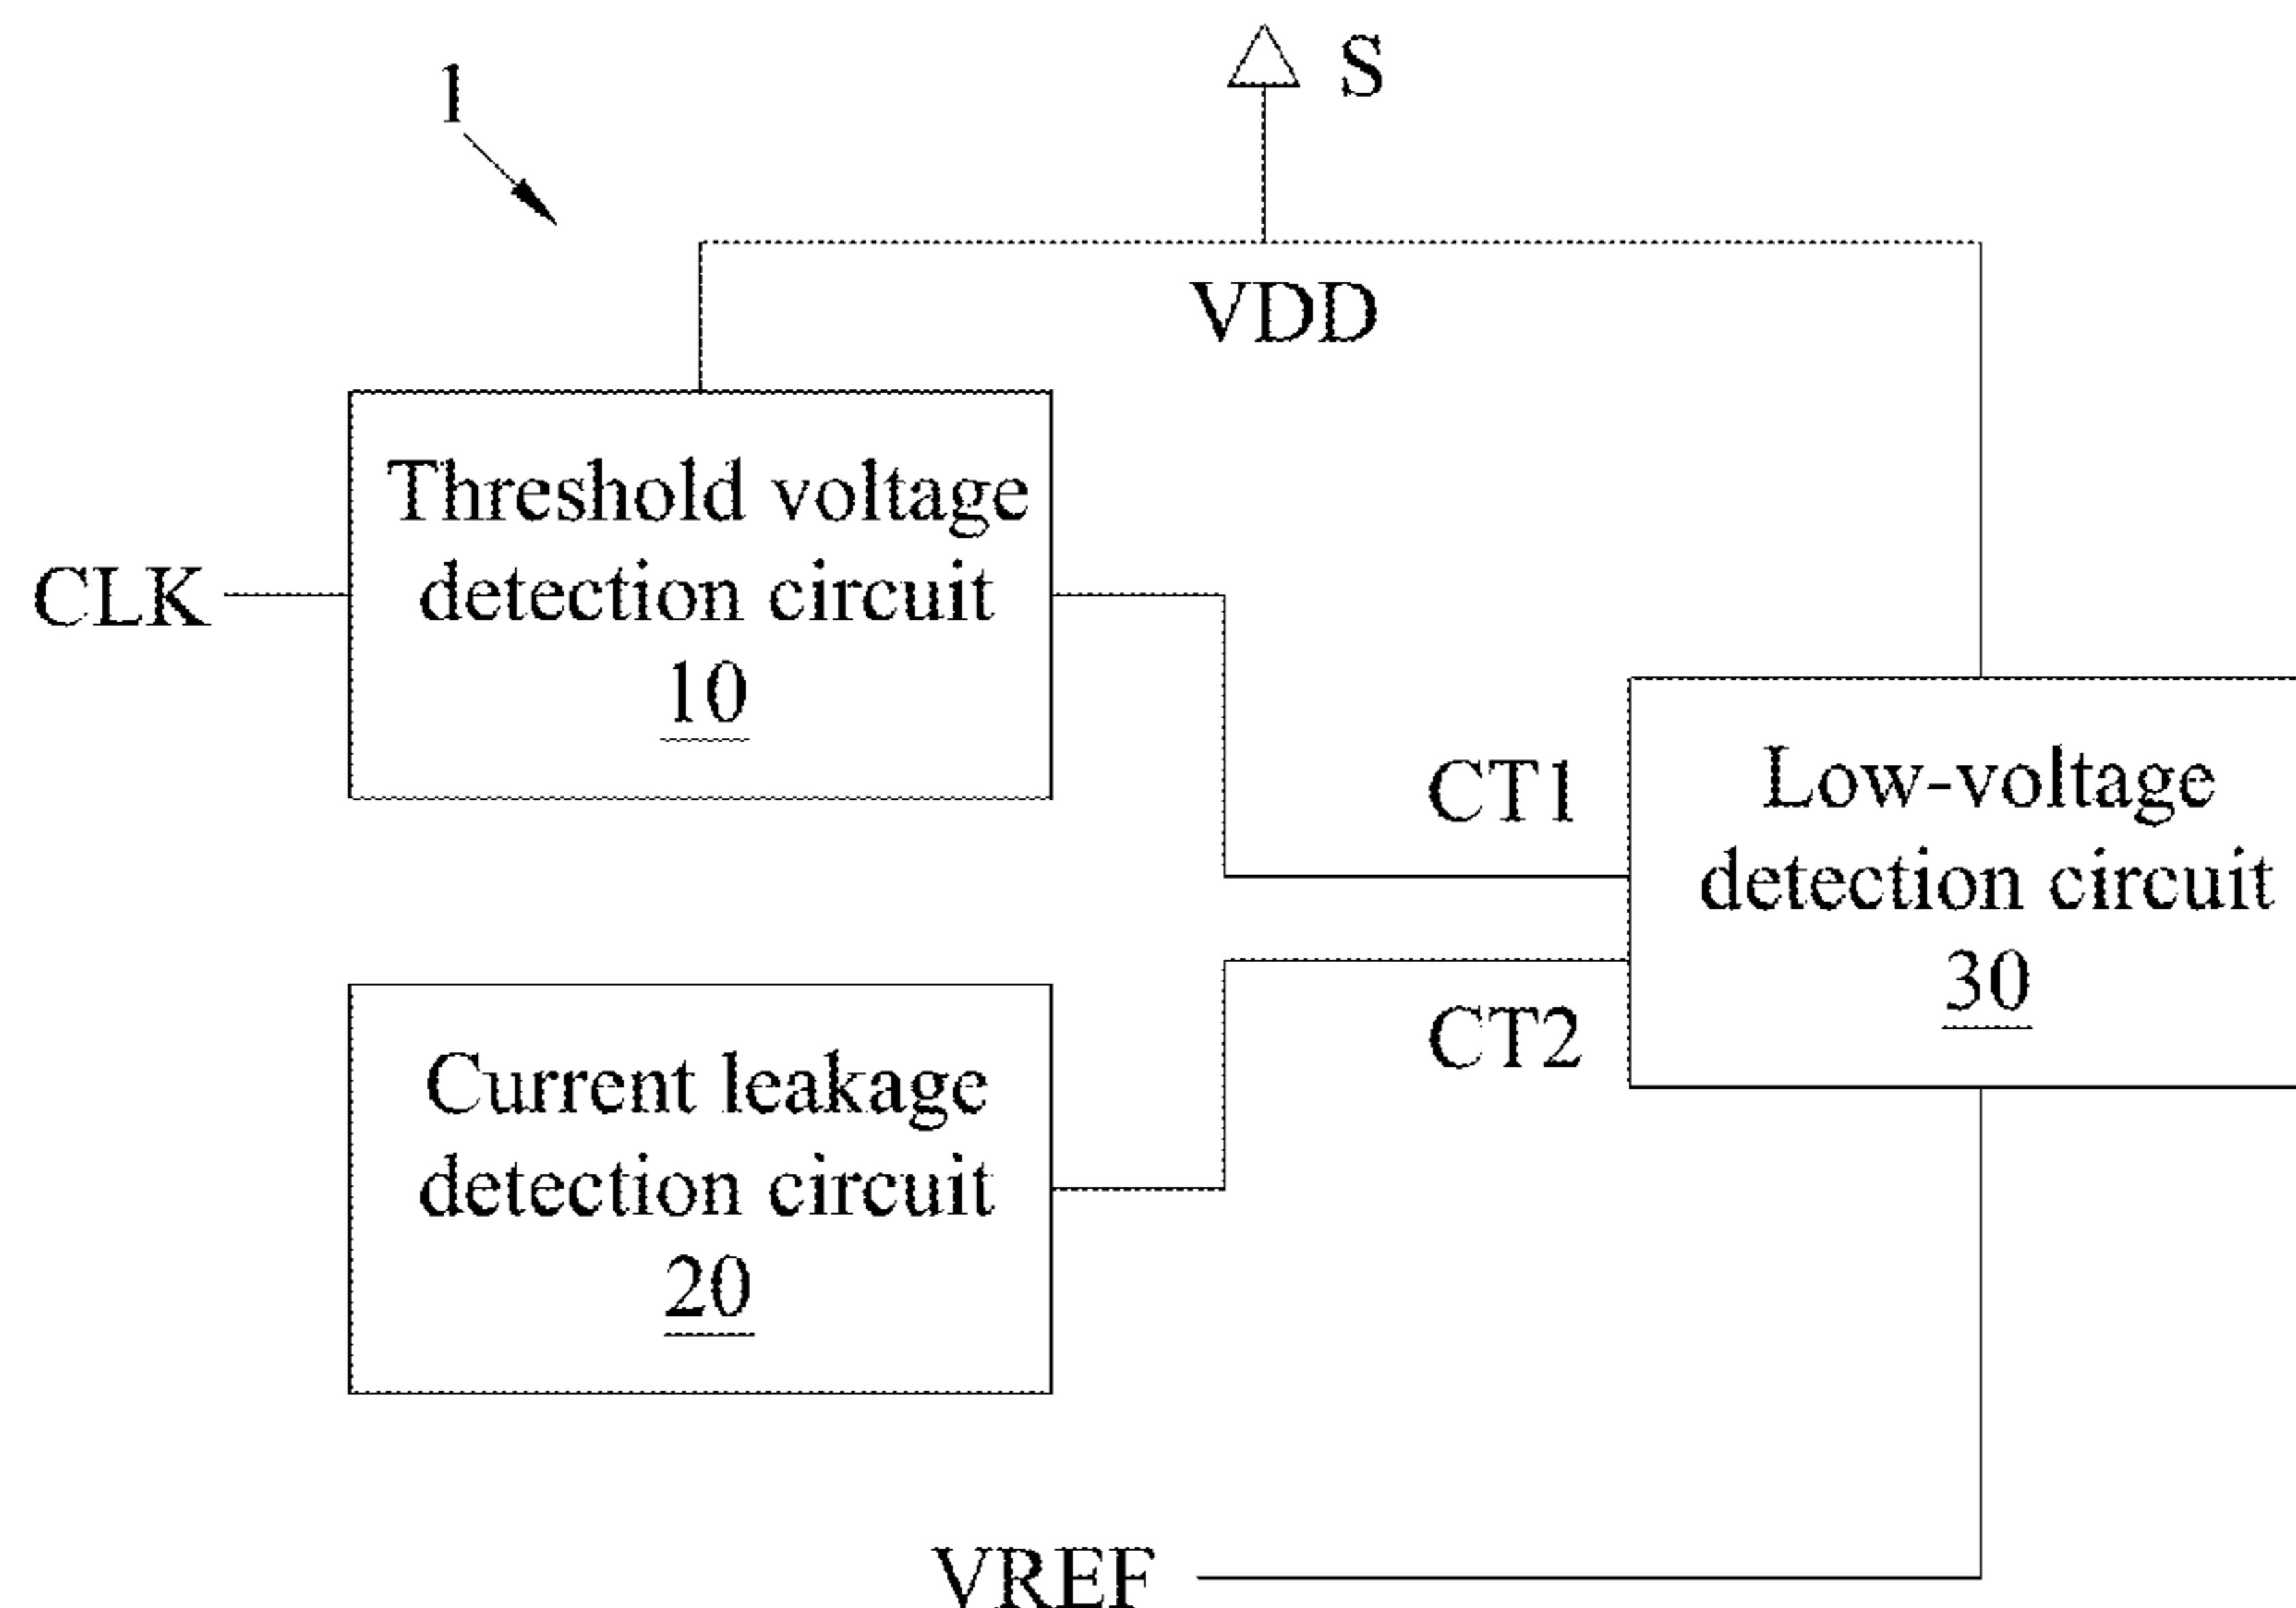 1
S
VDD
Threshold voltage
detection circuit
10
CLK
CT1
Low-voltage
detection circuit
30
CT2
Current leakage
detection circuit
20
VREF